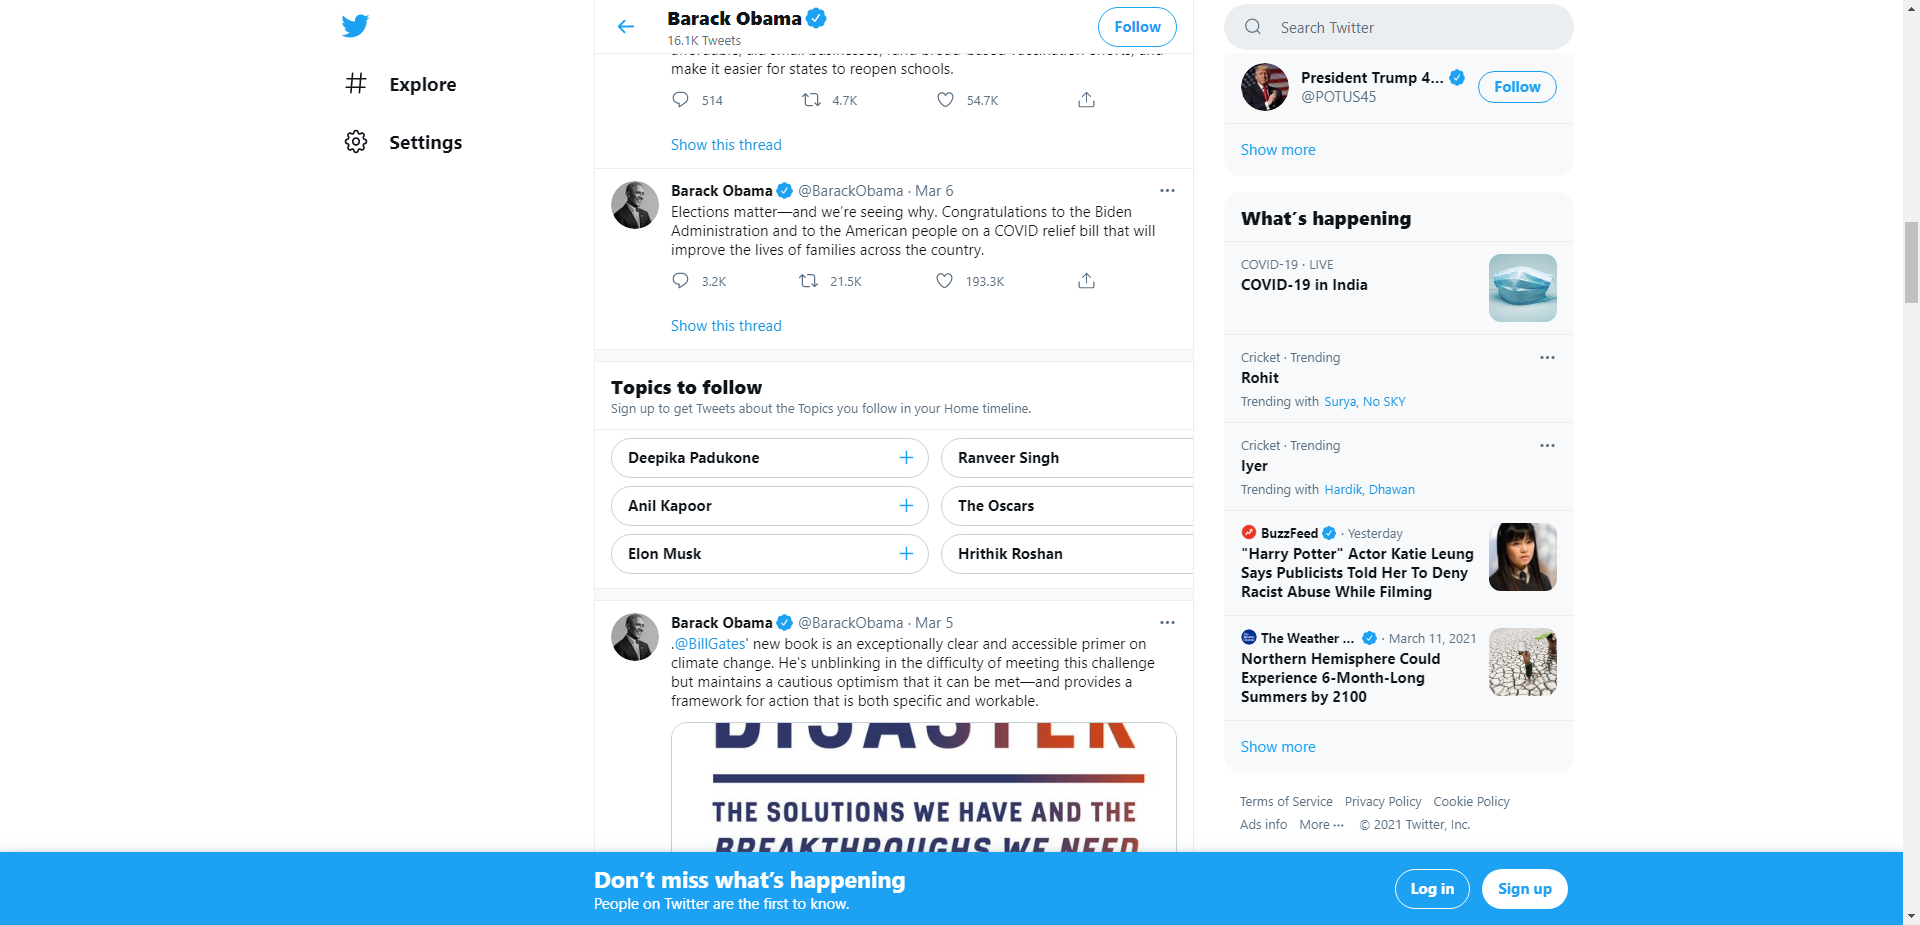 Explore
Settings
Barack Obama
16.1K Tweets
Follow
make it easier for states to reopen schools.
514 4.7K 54.7K
Show this thread
Barack Obama @BarackObama · Mar 6
Elections matter—and we're seeing why. Congratulations to the Biden
Administration and to the American people on a COVID relief bill that will
improve the lives of families across the country.
3.2K 21.5K 193.3K
Show this thread
Topics to follow
Sign up to get Tweets about the Topics you follow in your Home timeline.
Deepika Padukone Ranveer Singh
Anil Kapoor The Oscars
Elon Musk Hrithik Roshan
Barack Obama @BarackObama · Mar 5
.@BillGates' new book is an exceptionally clear and accessible primer on
climate change. He's unblinking in the difficulty of meeting this challenge
but maintains a cautious optimism that it can be met—and provides a
framework for action that is both specific and workable.
DISASTER
THE SOLUTIONS WE HAVE AND THE
BREAKTHROUGHS WE NEED
Search Twitter
President Trump 4...
@POTUS45
Follow
Show more
What's happening
COVID-19 · LIVE
COVID-19 in India
Cricket · Trending
Rohit
Trending with Surya, No SKY
Cricket · Trending
Iyer
Trending with Hardik, Dhawan
BuzzFeed · Yesterday
"Harry Potter" Actor Katie Leung
Says Publicists Told Her To Deny
Racist Abuse While Filming
The Weather ... · March 11, 2021
Northern Hemisphere Could
Experience 6-Month-Long
Summers by 2100
Show more
Terms of Service Privacy Policy Cookie Policy
Ads info More ··· © 2021 Twitter, Inc.
Don't miss what's happening
People on Twitter are the first to know.
Log in Sign up